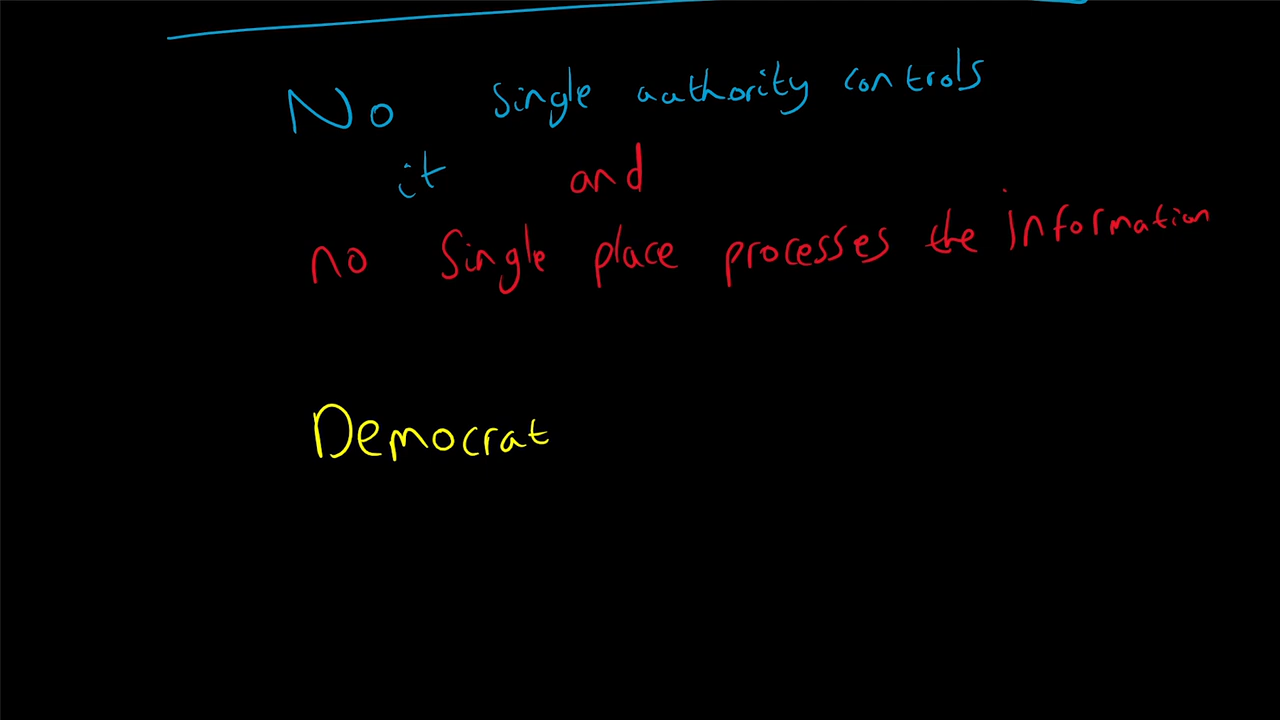 No single authority controls
it and
no single place processes the information
Democrat